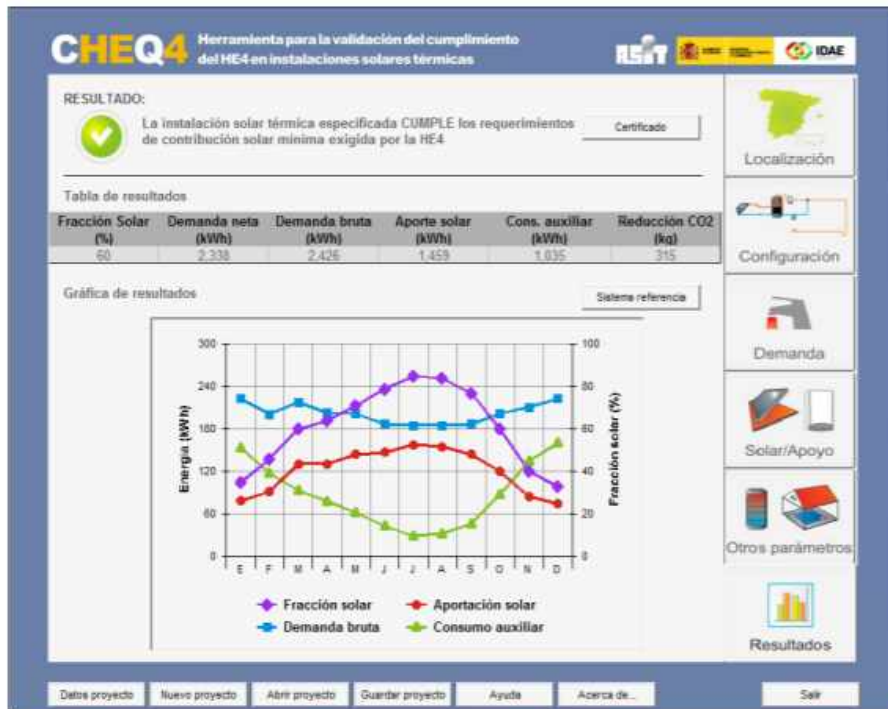 CHEQ4
Herramienta para la validación del cumplimiento
del HE4 en instalaciones solares térmicas
ASIT
IDAE
RESULTADO:
La instalación solar térmica especificada CUMPLE los requerimientos
de contribución solar mínima exigida por la HE4
Certificado
Tabla de resultados
Fracción Solar Demanda neta Demanda bruta Aporte solar Cons. auxiliar Reducción CO2
(%) (kWh) (kWh) (kWh) (kWh) (kg)
60 2,338 2,426 1,459 1,035 315
Gráfica de resultados
Sistema referencia
300 100
240 80
180 60
120 40
60 20
0 0
Energía (kWh)
Fracción solar (%)
E F M A M J J A S O N D
Fracción solar Aportación solar
Demanda bruta Consumo auxiliar
Localización
Configuración
Demanda
Solar/Apoyo
Otros parámetros
Resultados
Datos proyecto Nuevo proyecto Abrir proyecto Guardar proyecto Ayuda Acerca de... Salir